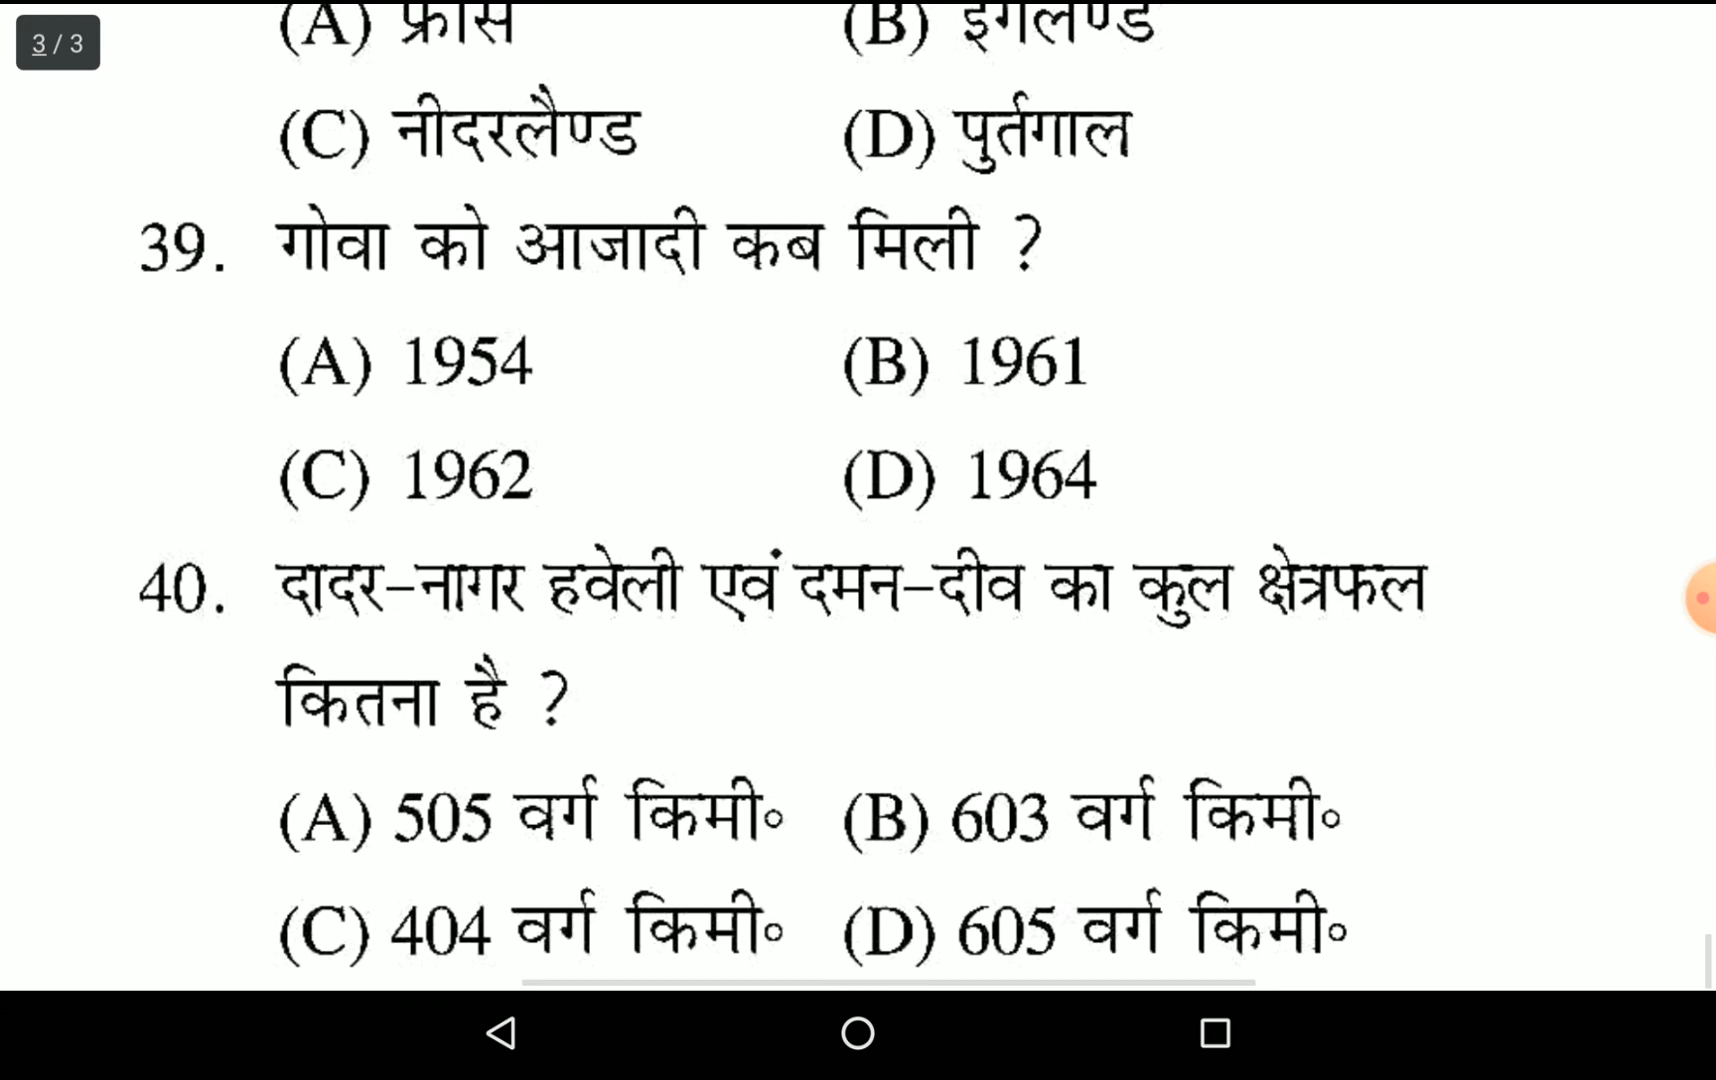 3 / 3
(A) फ्रांस (B) इंगलैण्ड
(C) नीदरलैण्ड (D) पुर्तगाल
39. गोवा को आजादी कब मिली ?
(A) 1954 (B) 1961
(C) 1962 (D) 1964
40. दादर-नागर हवेली एवं दमन-दीव का कुल क्षेत्रफल
कितना है ?
(A) 505 वर्ग किमी॰ (B) 603 वर्ग किमी॰
(C) 404 वर्ग किमी॰ (D) 605 वर्ग किमी॰